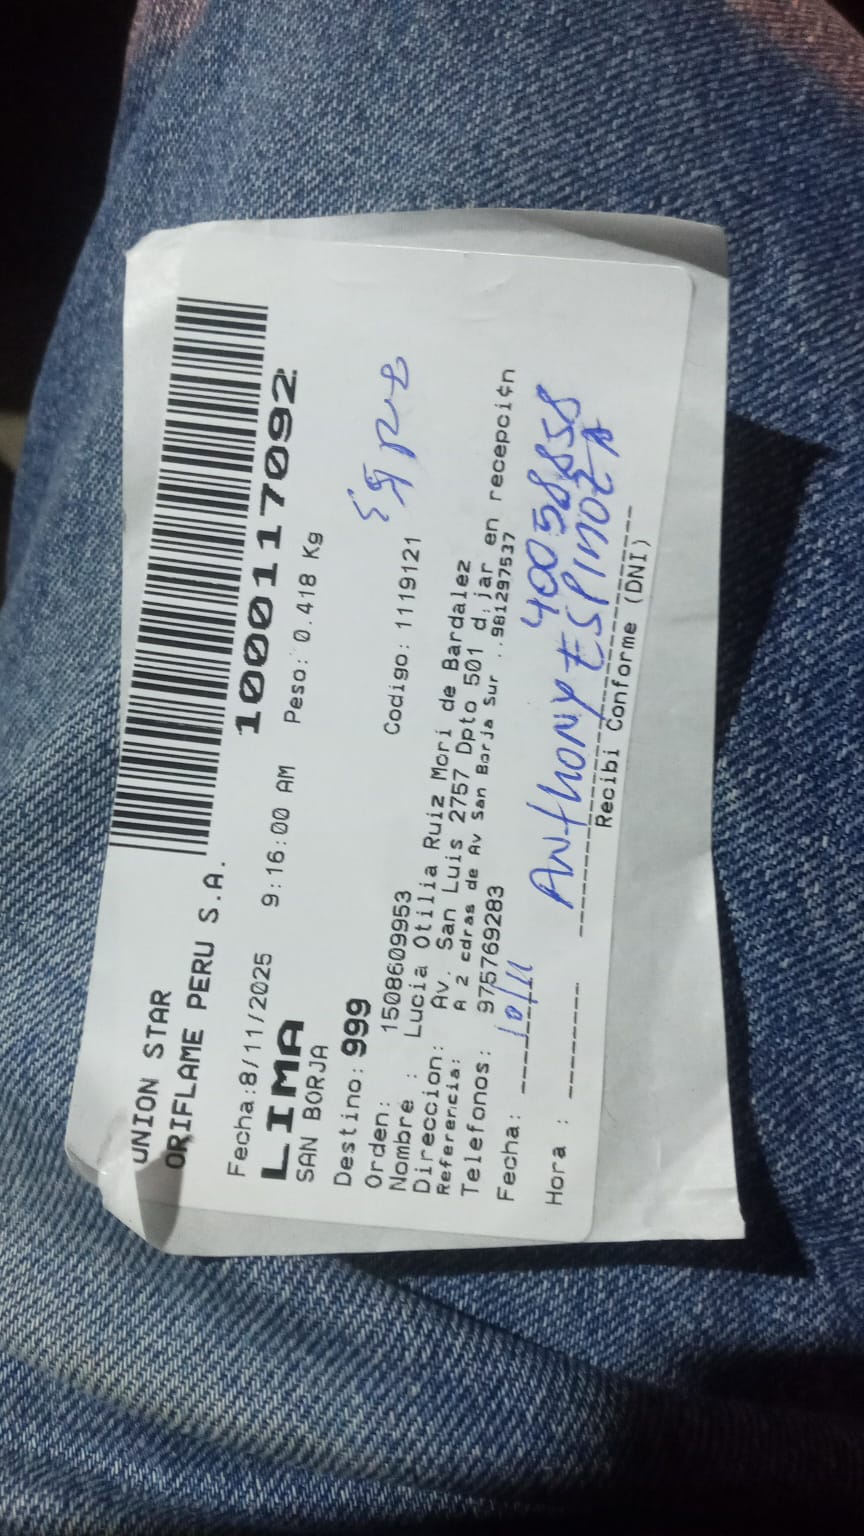 UNION STAR
ORIFLAME PERU S.A.
1000117092
Fecha:8/11/2025 9:16:00 AM Peso: 0.418 Kg
LIMA
SAN BORJA
Destino: 999
Orden: 1508609953 Codigo: 1119121
Nombre : Lucia Otilia Ruiz Mori de Bardalez
Direccion: Av. San Luis 2757 Dpto 501 d¡jar en recepci¢n
Referencia: A 2 cdras de Av San Borja Sur ..981297537
Telefonos: 975769283
Fecha: 10/11
40058858
ANTHONY ESPINOZA
Hora :
Recibi Conforme (DNI)